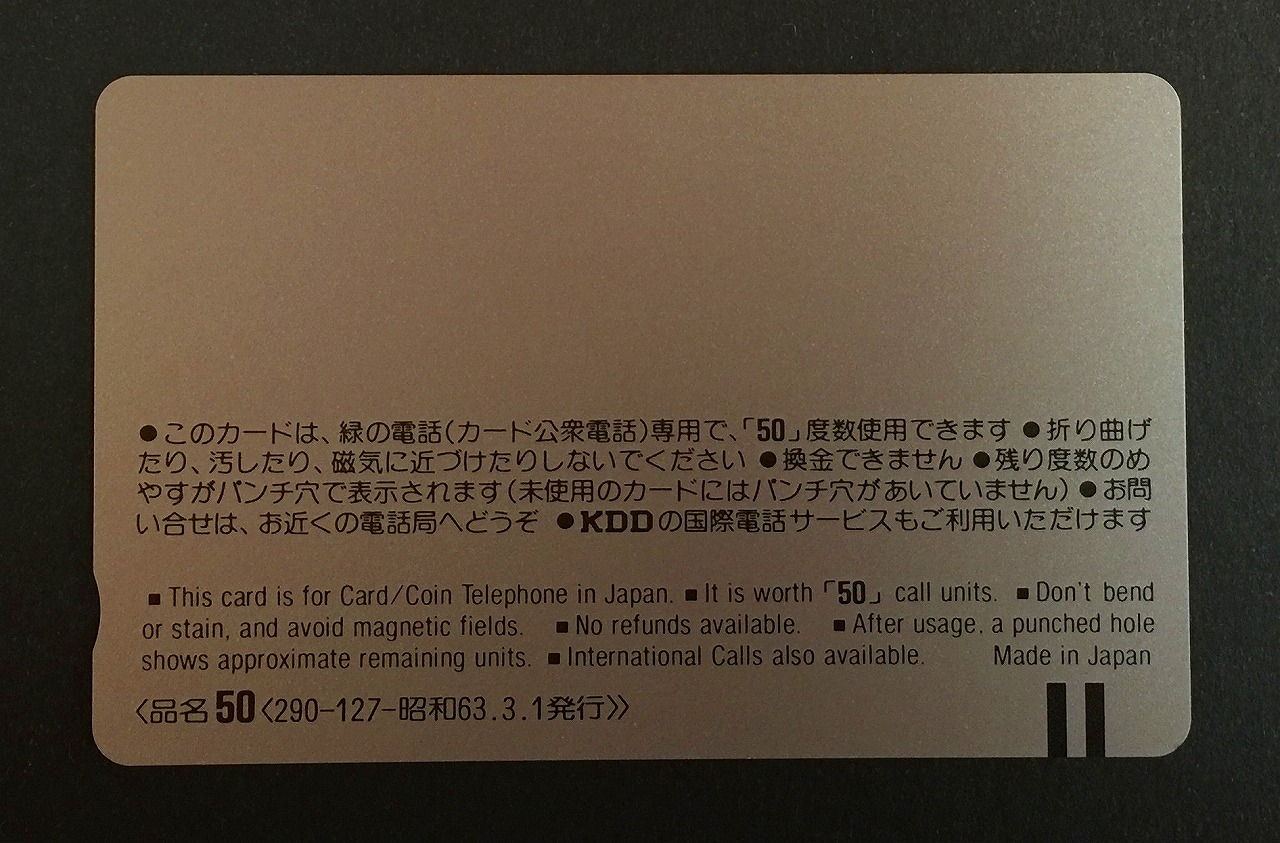 ●このカードは、緑の電話(カード公衆電話)専用で、「50」度数使用できます ●折り曲げ
たり、汚したり、磁気に近づけたりしないでください ●換金できません ●残り度数のめ
やすがパンチ穴で表示されます(未使用のカードにはパンチ穴があいていません) ●お問
い合せは、お近くの電話局へどうぞ ●KDDの国際電話サービスもご利用いただけます
■This card is for Card/Coin Telephone in Japan. ■It is worth「50」call units. ■Don't bend
or stain, and avoid magnetic fields. ■No refunds available. ■After usage, a punched hole
shows approximate remaining units. ■International Calls also available. Made in Japan
〈品名50〈290-127-昭和63.3.1発行〉〉